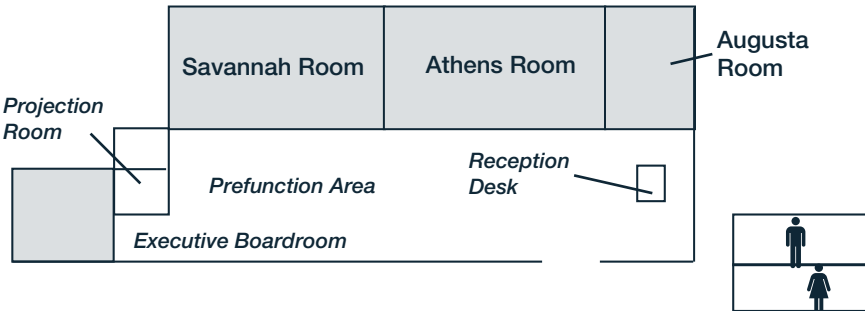 Savannah Room
Athens Room
Augusta
Room
Projection
Room
Prefunction Area
Reception
Desk
Executive Boardroom